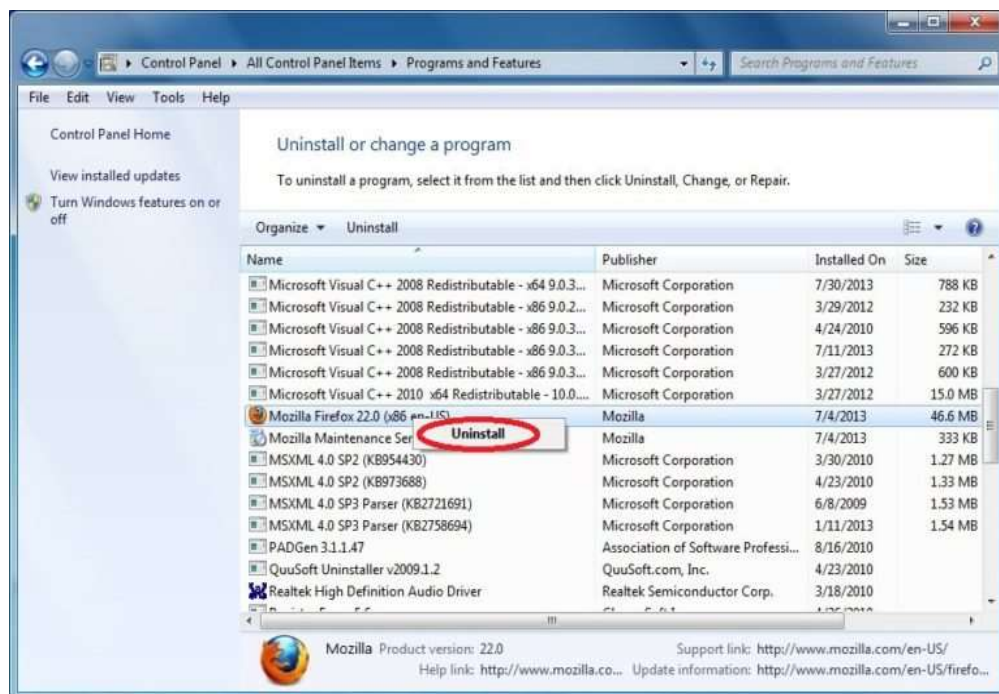 Control Panel ▸ All Control Panel Items ▸ Programs and Features
Search Programs and Features
File Edit View Tools Help
Control Panel Home
View installed updates
Turn Windows features on or
off
Uninstall or change a program
To uninstall a program, select it from the list and then click Uninstall, Change, or Repair.
Organize Uninstall
Name Publisher Installed On Size
Microsoft Visual C++ 2008 Redistributable - x64 9.0.3... Microsoft Corporation 7/30/2013 788 KB
Microsoft Visual C++ 2008 Redistributable - x86 9.0.2... Microsoft Corporation 3/29/2012 232 KB
Microsoft Visual C++ 2008 Redistributable - x86 9.0.3... Microsoft Corporation 4/24/2010 596 KB
Microsoft Visual C++ 2008 Redistributable - x86 9.0.3... Microsoft Corporation 7/11/2013 272 KB
Microsoft Visual C++ 2008 Redistributable - x86 9.0.3... Microsoft Corporation 3/27/2012 600 KB
Microsoft Visual C++ 2010 x64 Redistributable - 10.0.... Microsoft Corporation 3/27/2012 15.0 MB
Mozilla Firefox 22.0 (x86 en-US) Mozilla 7/4/2013 46.6 MB
Uninstall
Mozilla Maintenance Ser Mozilla 7/4/2013 333 KB
MSXML 4.0 SP2 (KB954430) Microsoft Corporation 3/30/2010 1.27 MB
MSXML 4.0 SP2 (KB973688) Microsoft Corporation 4/23/2010 1.33 MB
MSXML 4.0 SP3 Parser (KB2721691) Microsoft Corporation 6/8/2009 1.53 MB
MSXML 4.0 SP3 Parser (KB2758694) Microsoft Corporation 1/11/2013 1.54 MB
PADGen 3.1.1.47 Association of Software Professi... 8/16/2010
QuuSoft Uninstaller v2009.1.2 QuuSoft.com, Inc. 4/23/2010
Realtek High Definition Audio Driver Realtek Semiconductor Corp. 3/18/2010
Mozilla Product version: 22.0 Support link: http://www.mozilla.com/en-US/
Help link: http://www.mozilla.co... Update information: http://www.mozilla.com/en-US/firefo...